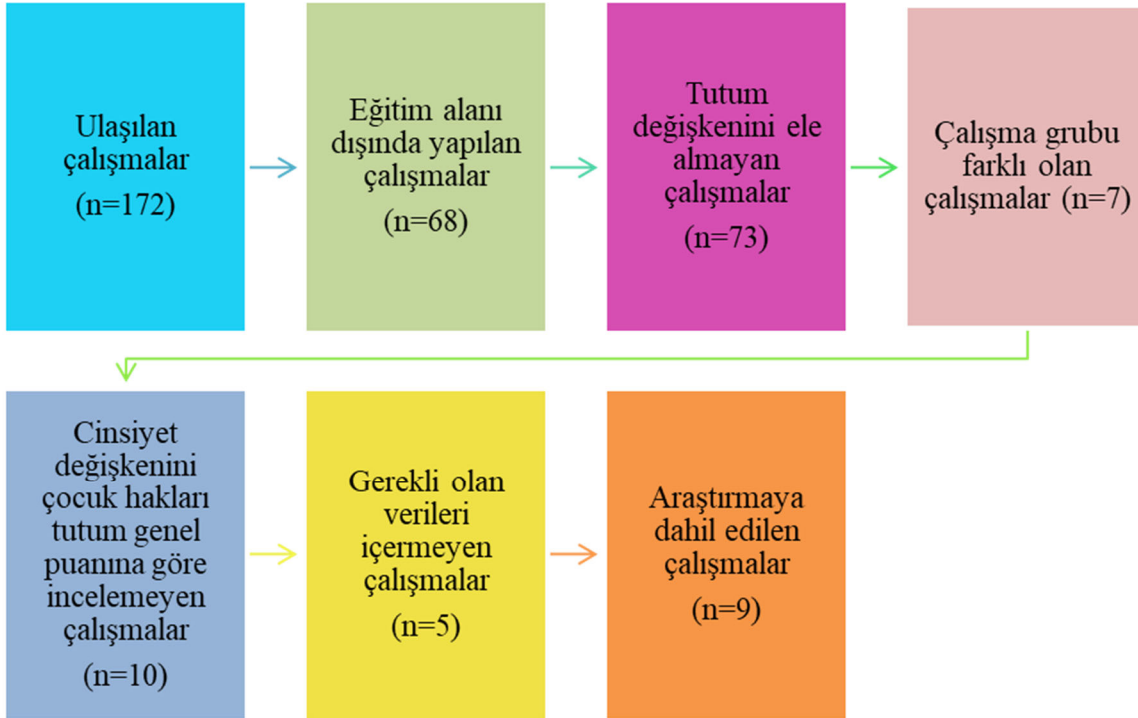 Ulaşılan
çalışmalar
(n=172)
Eğitim alanı
dışında yapılan
çalışmalar
(n=68)
Tutum
değişkenini ele
almayan
çalışmalar
(n=73)
Çalışma grubu
farklı olan
çalışmalar (n=7)
Cinsiyet
değişkenini
çocuk hakları
tutum genel
puanına göre
incelemeyen
çalışmalar
(n=10)
Gerekli olan
verileri
içermeyen
çalışmalar
(n=5)
Araştırmaya
dahil edilen
çalışmalar
(n=9)